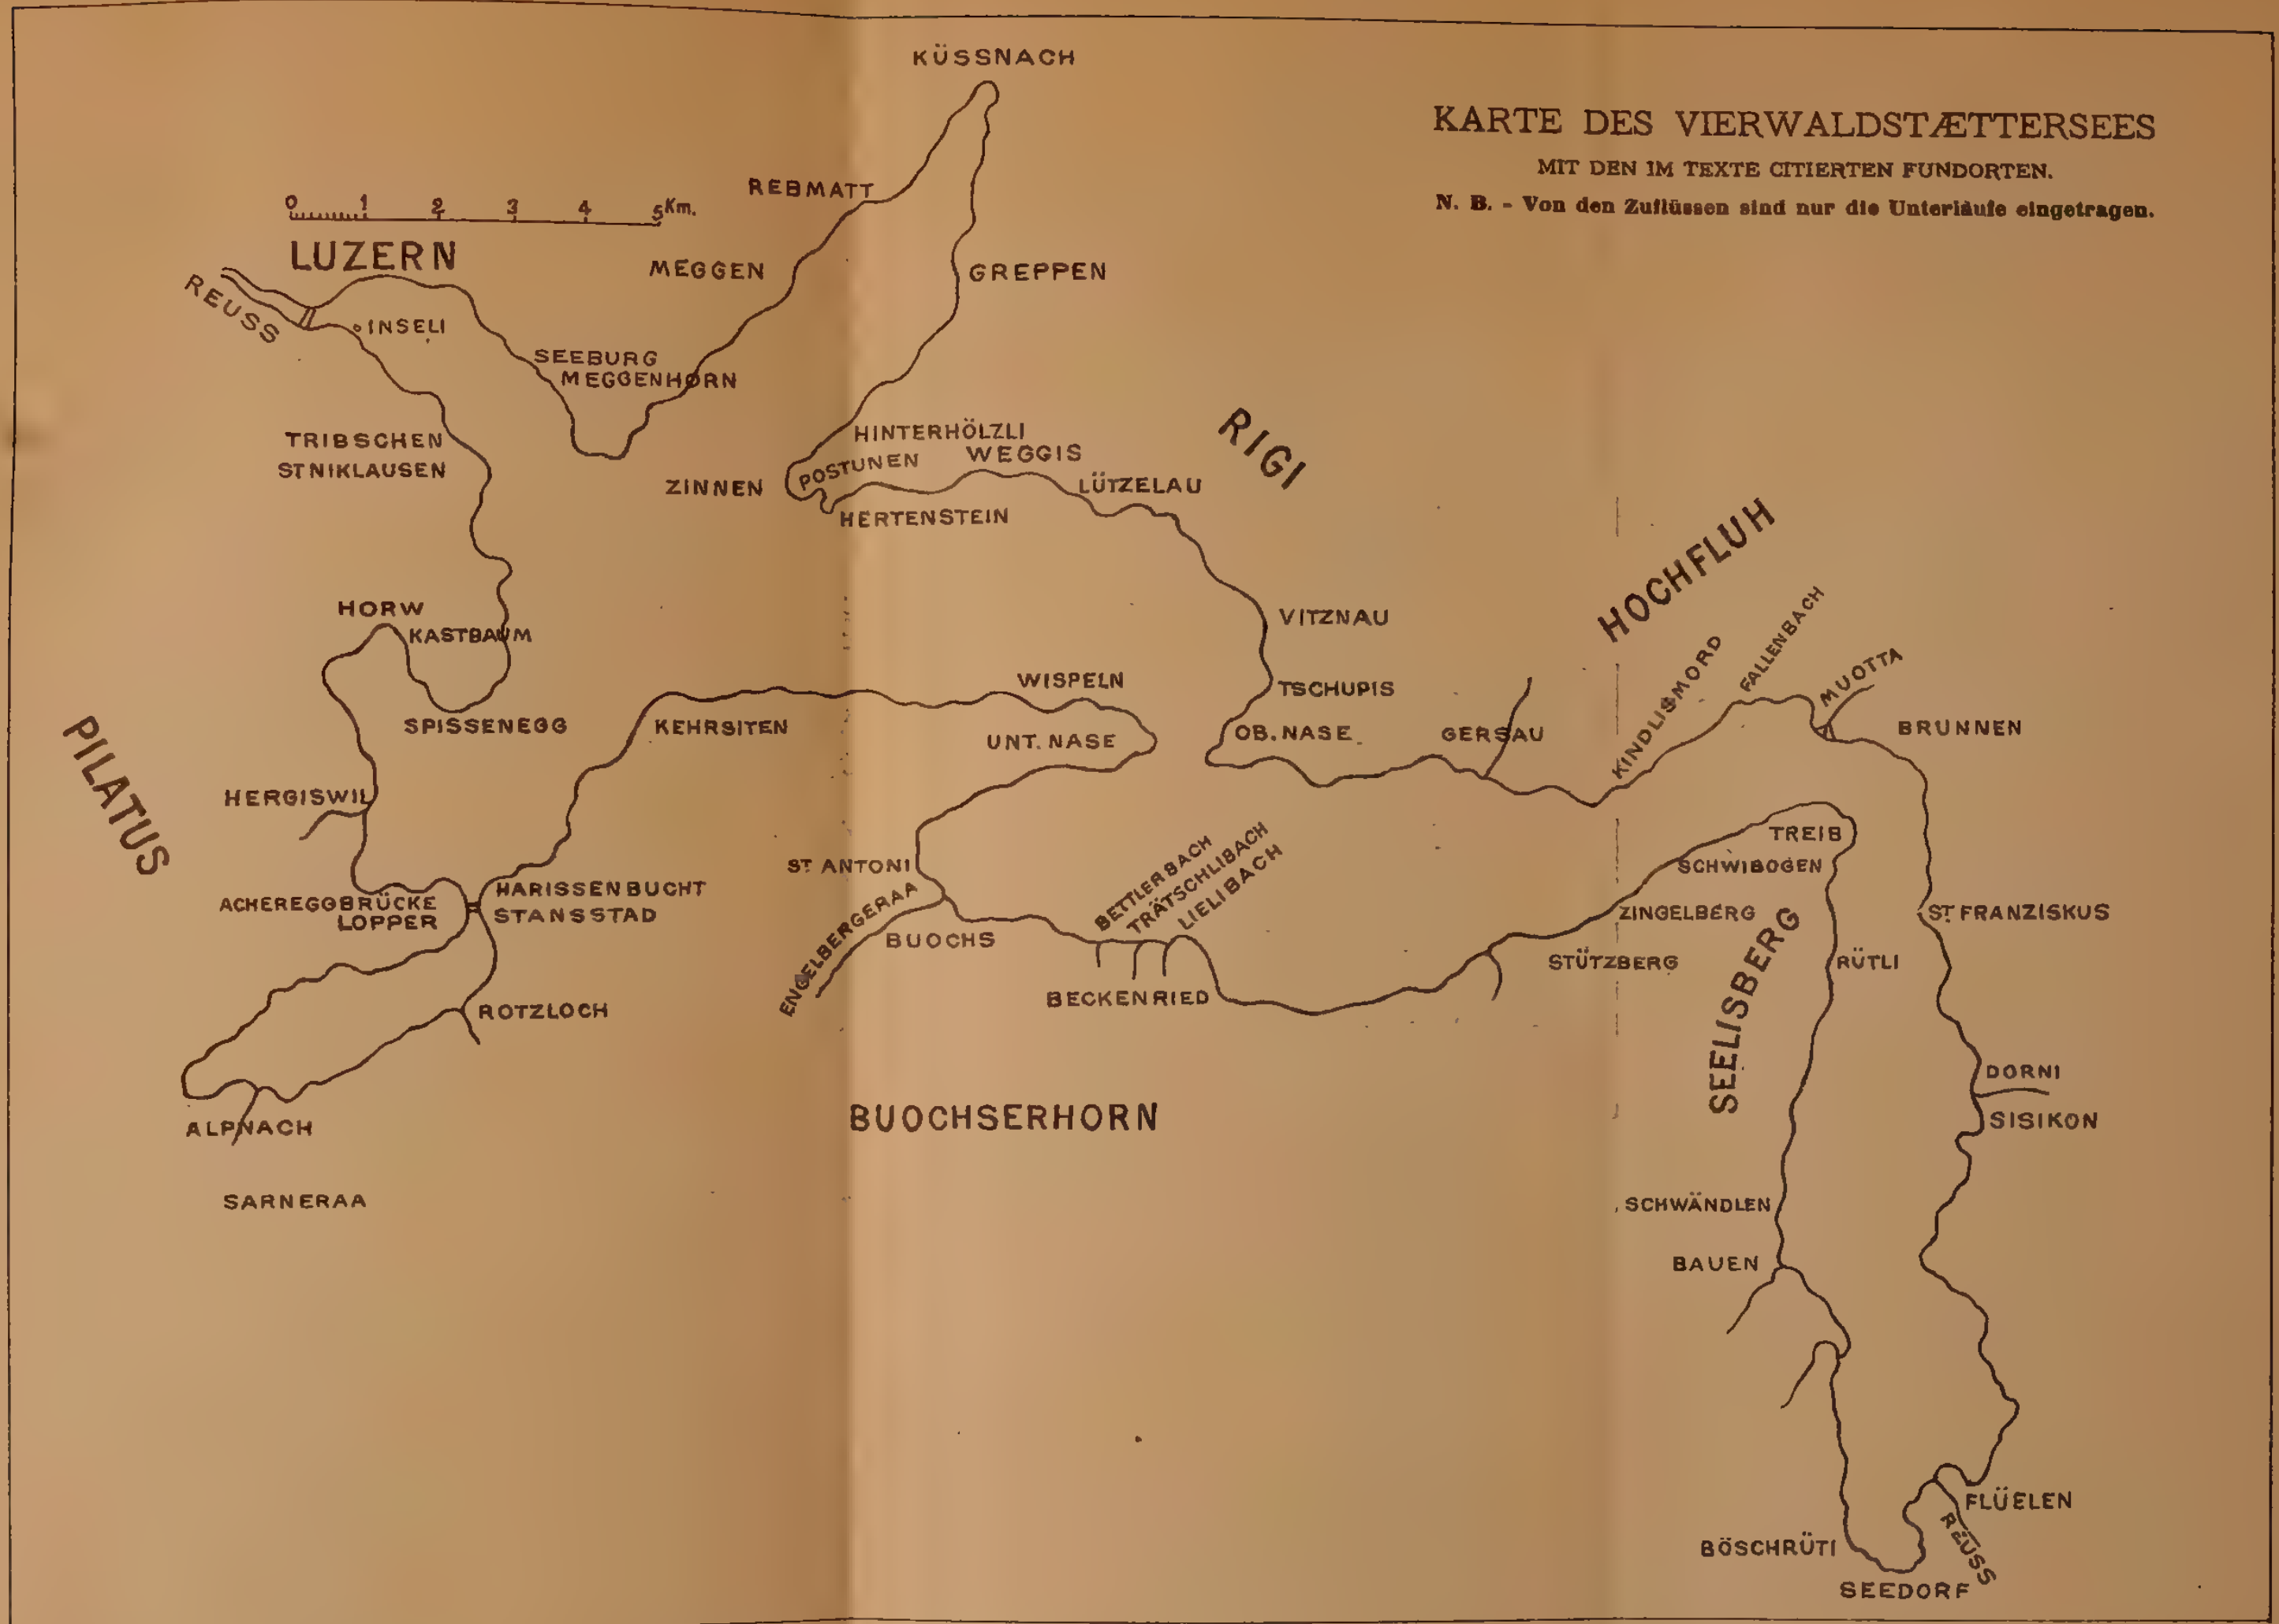 KÜSSNACH
KARTE DES VIERWALDSTÆTTERSEES
MIT DEN IM TEXTE CITIERTEN FUNDORTEN.
N. B. - Von den Zuflüssen sind nur die Unterläufe eingetragen.
REBMATT
0 1 2 3 4 5 Km.
LUZERN
MEGGEN
GREPPEN
REUSS
INSELI
SEEBURG
MEGGENHORN
TRIBSCHEN
ST NIKLAUSEN
HINTERHÖLZLI
POSTUNEN
WEGGIS
ZINNEN
LÜTZELAU
HERTENSTEIN
RIGI
HOCHFLUH
HORW
KASTBAUM
VITZNAU
KINDLISMORD
FALLENBACH
MUOTTA
WISPELN
TSCHUPIS
SPISSENEGG
KEHRSITEN
UNT. NASE
OB. NASE
GERSAU
BRUNNEN
PILATUS
HERGISWIL
TREIB
ST. ANTONI
BETTLERBACH
TRÄTSCHLIBACH
LIELIBACH
SCHWIBOGEN
ACHEREGGBRÜCKE
LOPPER
HARISSENBUCHT
STANSSTAD
ENGELBERGERAA
BUOCHS
ZINGELBERG
ST. FRANZISKUS
STÜTZBERG
SEELISBERG
RÜTLI
BECKENRIED
ROTZLOCH
DORNI
SISIKON
ALPNACH
BUOCHSERHORN
SARNERAA
SCHWÄNDLEN
BAUEN
FLÜELEN
REUSS
BÖSCHRÜTI
SEEDORF